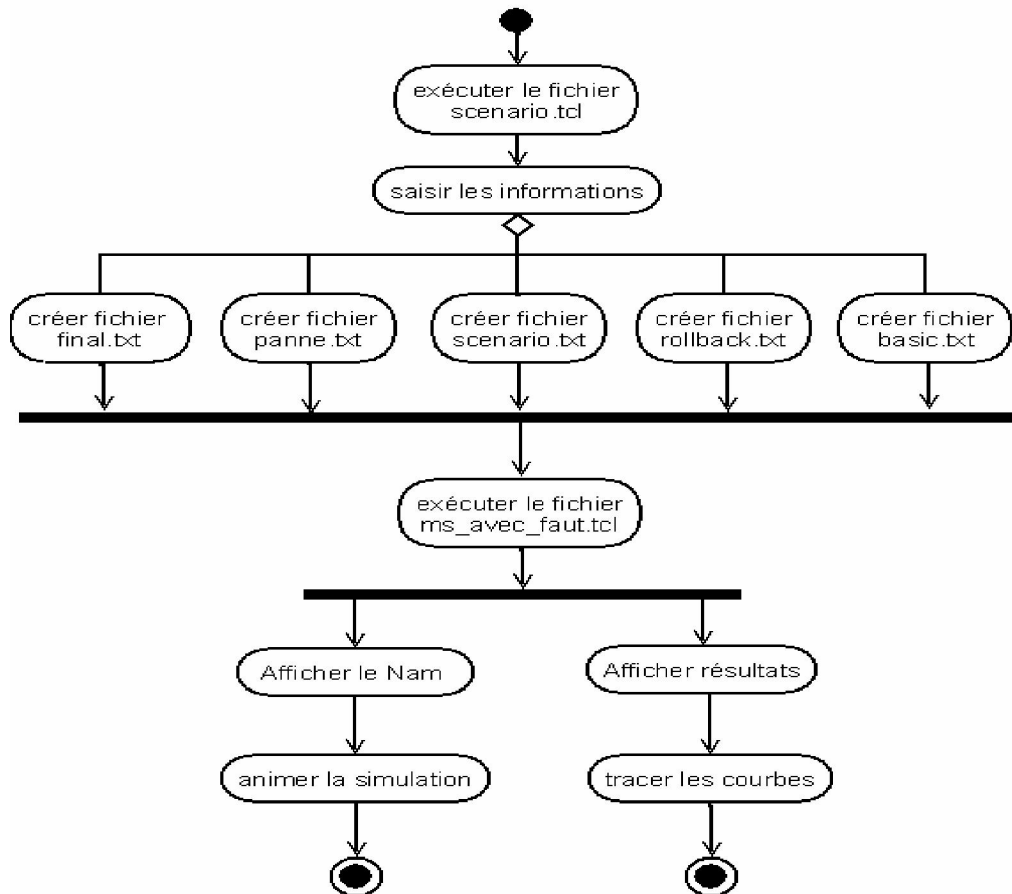 exécuter le fichier
scenario.tcl
saisir les informations
créer fichier
final.txt
créer fichier
panne.txt
créer fichier
scenario.txt
créer fichier
rollback.txt
créer fichier
basic.txt
exécuter le fichier
ms_avec_faut.tcl
Afficher le Nam
Afficher résultats
animer la simulation
tracer les courbes